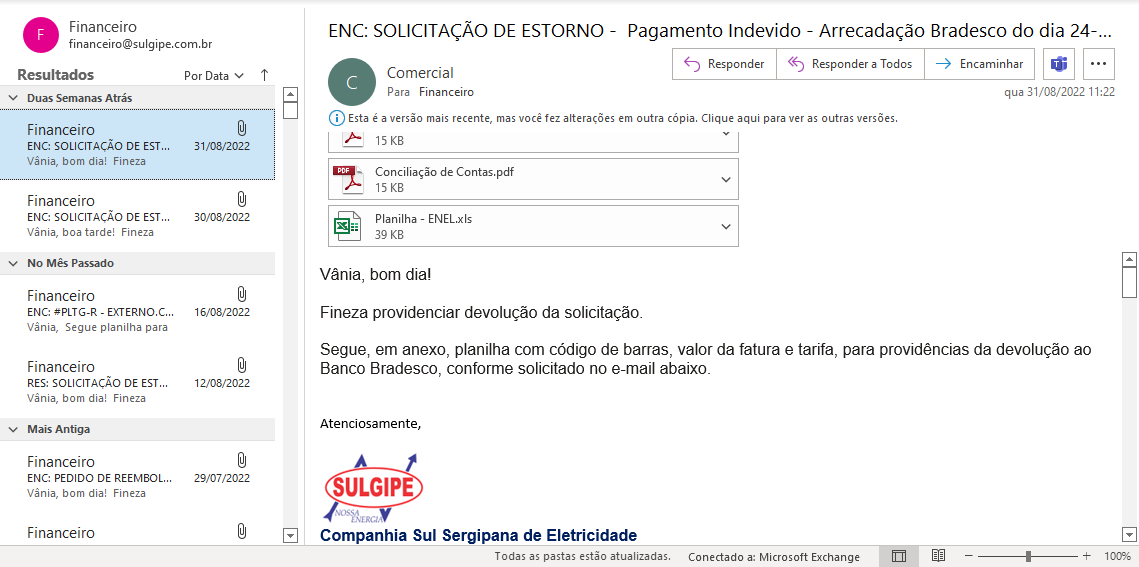 F
Financeiro
financeiro@sulgipe.com.br
Resultados
Por Data
Duas Semanas Atrás
Financeiro
ENC: SOLICITAÇÃO DE EST...
31/08/2022
Vânia, bom dia! Fineza
Financeiro
ENC: SOLICITAÇÃO DE EST...
30/08/2022
Vânia, boa tarde! Fineza
No Mês Passado
Financeiro
ENC: #PLTG-R - EXTERNO.C...
16/08/2022
Vânia, Segue planilha para
Financeiro
RES: SOLICITAÇÃO DE EST...
12/08/2022
Vânia, bom dia! Fineza
Mais Antiga
Financeiro
ENC: PEDIDO DE REEMBOL...
29/07/2022
Vânia, bom dia! Fineza
Financeiro
ENC: SOLICITAÇÃO DE ESTORNO - Pagamento Indevido - Arrecadação Bradesco do dia 24-...
C
Comercial
Para Financeiro
Responder
Responder a Todos
Encaminhar
qua 31/08/2022 11:22
Esta é a versão mais recente, mas você fez alterações em outra cópia. Clique aqui para ver as outras versões.
15 KB
PDF
Conciliação de Contas.pdf
15 KB
Planilha - ENEL.xls
39 KB
Vânia, bom dia!
Fineza providenciar devolução da solicitação.
Segue, em anexo, planilha com código de barras, valor da fatura e tarifa, para providências da devolução ao
Banco Bradesco, conforme solicitado no e-mail abaixo.
Atenciosamente,
SULGIPE
NOSSA
ENERGIA
Companhia Sul Sergipana de Eletricidade
Todas as pastas estão atualizadas.
Conectado a: Microsoft Exchange
100%